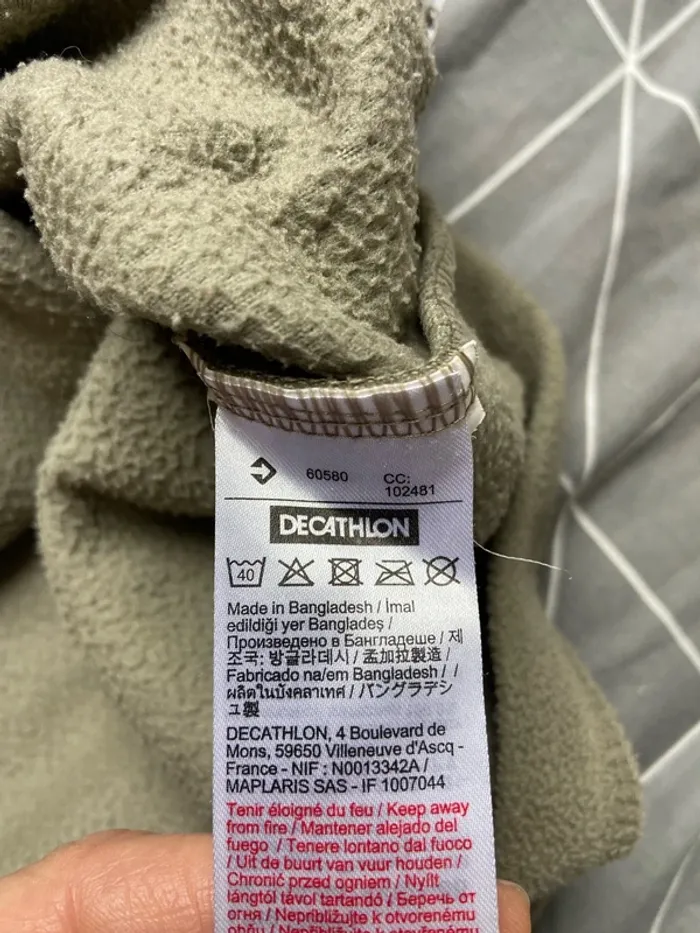 60580 CC:
102481
DECATHLON
40
Made in Bangladesh / İmal
edildiği yer Bangladeş /
Произведено в Бангладеше / 제
조국: 방글라데시 / 孟加拉製造 /
Fabricado na/em Bangladesh / /
ผลิตในบังคลาเทศ / バングラデシ
ュ製
DECATHLON, 4 Boulevard de
Mons, 59650 Villeneuve d'Ascq -
France - NIF : N0013342A /
MAPLARIS SAS - IF 1007044
Tenir éloigné du feu / Keep away
from fire / Mantener alejado del
fuego / Tenere lontano dal fuoco
/ Uit de buurt van vuur houden /
Chronić przed ogniem / Nyílt
lángtól távol tartandó / Беречь от
огня / Nepribližujte k otvorenému